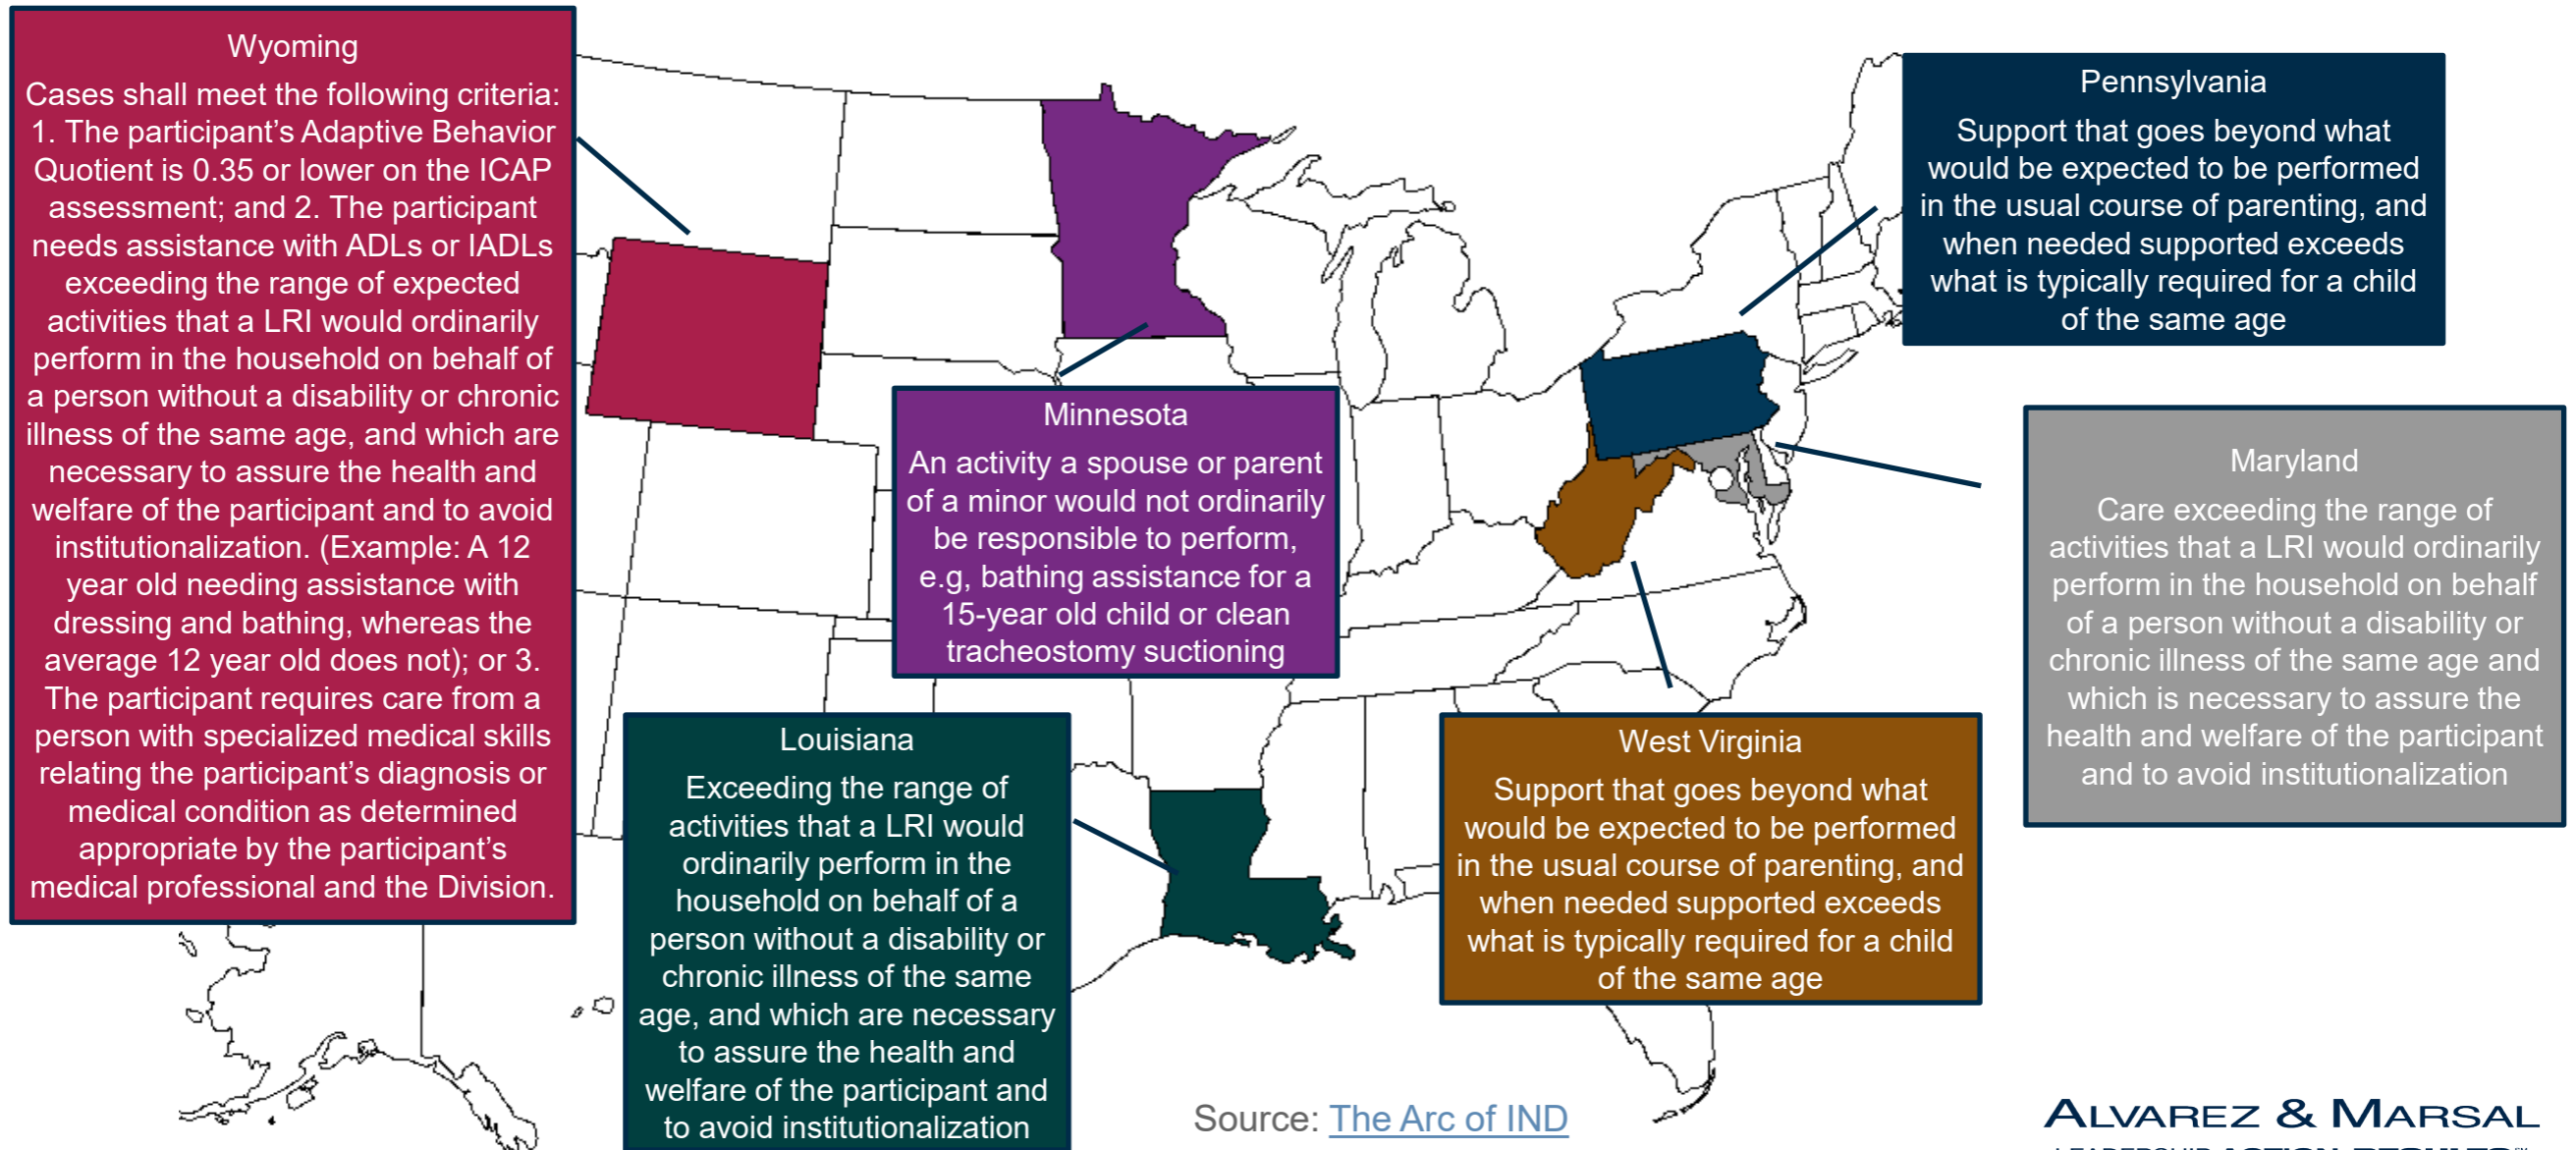 Wyoming
Cases shall meet the following criteria:
1. The participant’s Adaptive Behavior
Quotient is 0.35 or lower on the ICAP
assessment; and 2. The participant
needs assistance with ADLs or IADLs
exceeding the range of expected
activities that a LRI would ordinarily
perform in the household on behalf of
a person without a disability or chronic
illness of the same age, and which are
necessary to assure the health and
welfare of the participant and to avoid
institutionalization. (Example: A 12
year old needing assistance with
dressing and bathing, whereas the
average 12 year old does not); or 3.
The participant requires care from a
person with specialized medical skills
relating the participant’s diagnosis or
medical condition as determined
appropriate by the participant’s
medical professional and the Division.
Minnesota
An activity a spouse or parent
of a minor would not ordinarily
be responsible to perform,
e.g, bathing assistance for a
15-year old child or clean
tracheostomy suctioning
Louisiana
Exceeding the range of
activities that a LRI would
ordinarily perform in the
household on behalf of a
person without a disability or
chronic illness of the same
age, and which are necessary
to assure the health and
welfare of the participant and
to avoid institutionalization
Pennsylvania
Support that goes beyond what
would be expected to be performed
in the usual course of parenting, and
when needed supported exceeds
what is typically required for a child
of the same age
Maryland
Care exceeding the range of
activities that a LRI would ordinarily
perform in the household on behalf
of a person without a disability or
chronic illness of the same age and
which is necessary to assure the
health and welfare of the participant
and to avoid institutionalization
West Virginia
Support that goes beyond what
would be expected to be performed
in the usual course of parenting, and
when needed supported exceeds
what is typically required for a child
of the same age
Source: The Arc of IND
ALVAREZ & MARSAL
LEADERSHIP. ACTION. RESULTS.℠